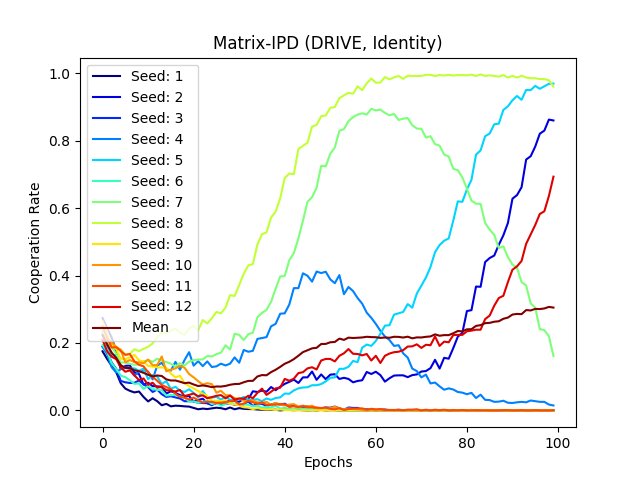 Matrix-IPD (DRIVE, Identity)
1.0
0.8
0.6
0.4
0.2
0.0
Cooperation Rate
Seed: 1
Seed: 2
Seed: 3
Seed: 4
Seed: 5
Seed: 6
Seed: 7
Seed: 8
Seed: 9
Seed: 10
Seed: 11
Seed: 12
Mean
0 20 40 60 80 100
Epochs